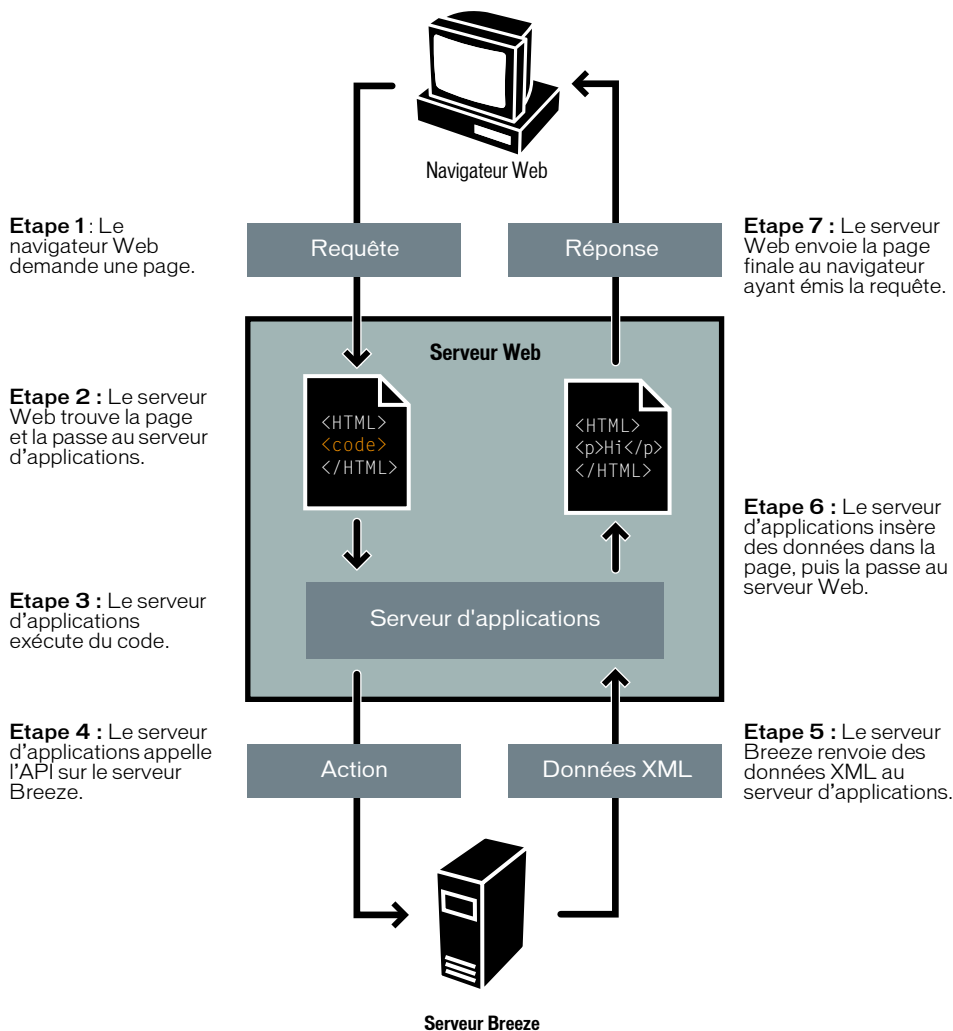 Navigateur Web
Etape 1 : Le
navigateur Web
demande une page.
Requête
Réponse
Etape 7 : Le serveur
Web envoie la page
finale au navigateur
ayant émis la requête.
Serveur Web
Etape 2 : Le serveur
Web trouve la page
et la passe au serveur
d'applications.
<HTML>
<code>
</HTML>
<HTML>
<p>Hi</p>
</HTML>
Etape 6 : Le serveur
d'applications insère
des données dans la
page, puis la passe au
serveur Web.
Etape 3 : Le serveur
d'applications
exécute du code.
Serveur d'applications
Etape 4 : Le serveur
d'applications appelle
l'API sur le serveur
Breeze.
Action
Données XML
Etape 5 : Le serveur
Breeze renvoie des
données XML au
serveur d'applications.
Serveur Breeze